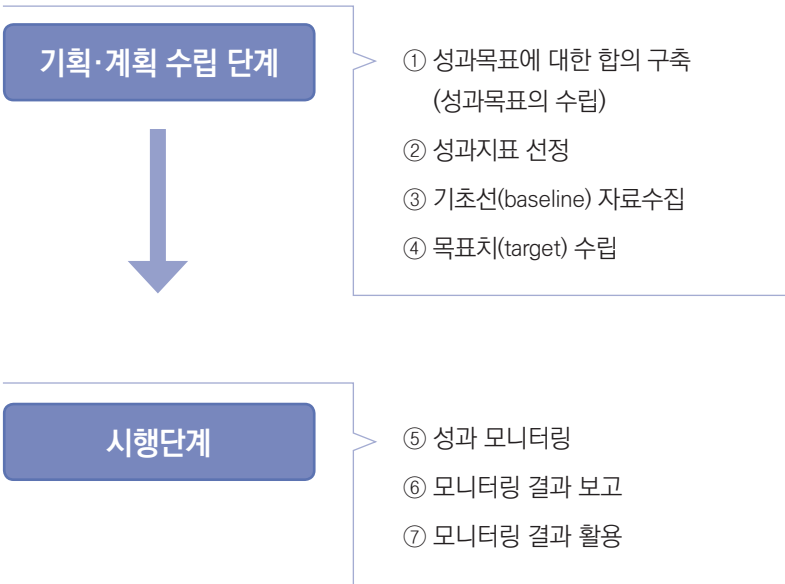 기획·계획 수립 단계
① 성과목표에 대한 합의 구축
(성과목표의 수립)
② 성과지표 선정
③ 기초선(baseline) 자료수집
④ 목표치(target) 수립
시행단계
⑤ 성과 모니터링
⑥ 모니터링 결과 보고
⑦ 모니터링 결과 활용